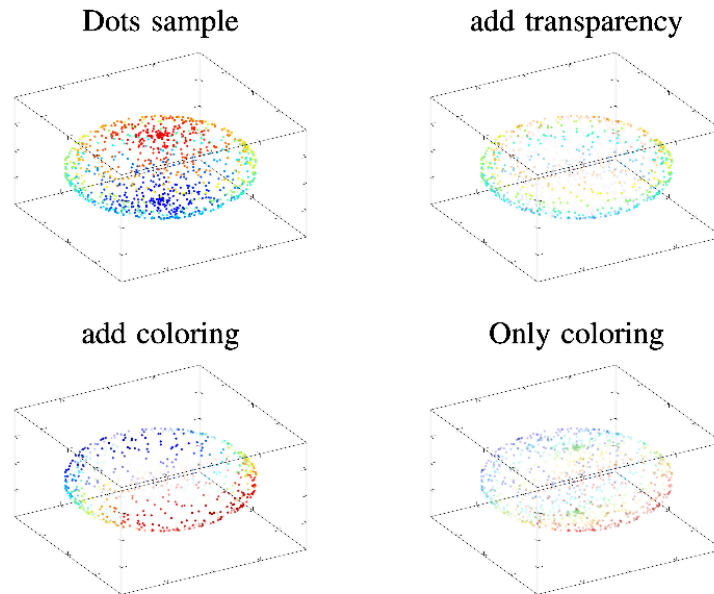 Dots sample
add transparency
add coloring
Only coloring